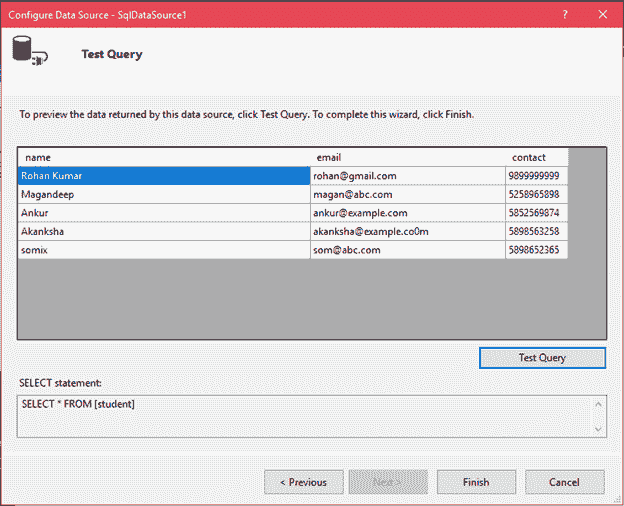 Configure Data Source - SqlDataSource1 ? ×
Test Query
To preview the data returned by this data source, click Test Query. To complete this wizard, click Finish.
name email contact
Rohan Kumar rohan@gmail.com 9899999999
Magandeep magan@abc.com 5258965898
Ankur ankur@example.com 5852569874
Akanksha akanksha@example.co0m 5898563258
somix som@abc.com 5898652365
Test Query
SELECT statement:
SELECT * FROM [student]
< Previous Next > Finish Cancel